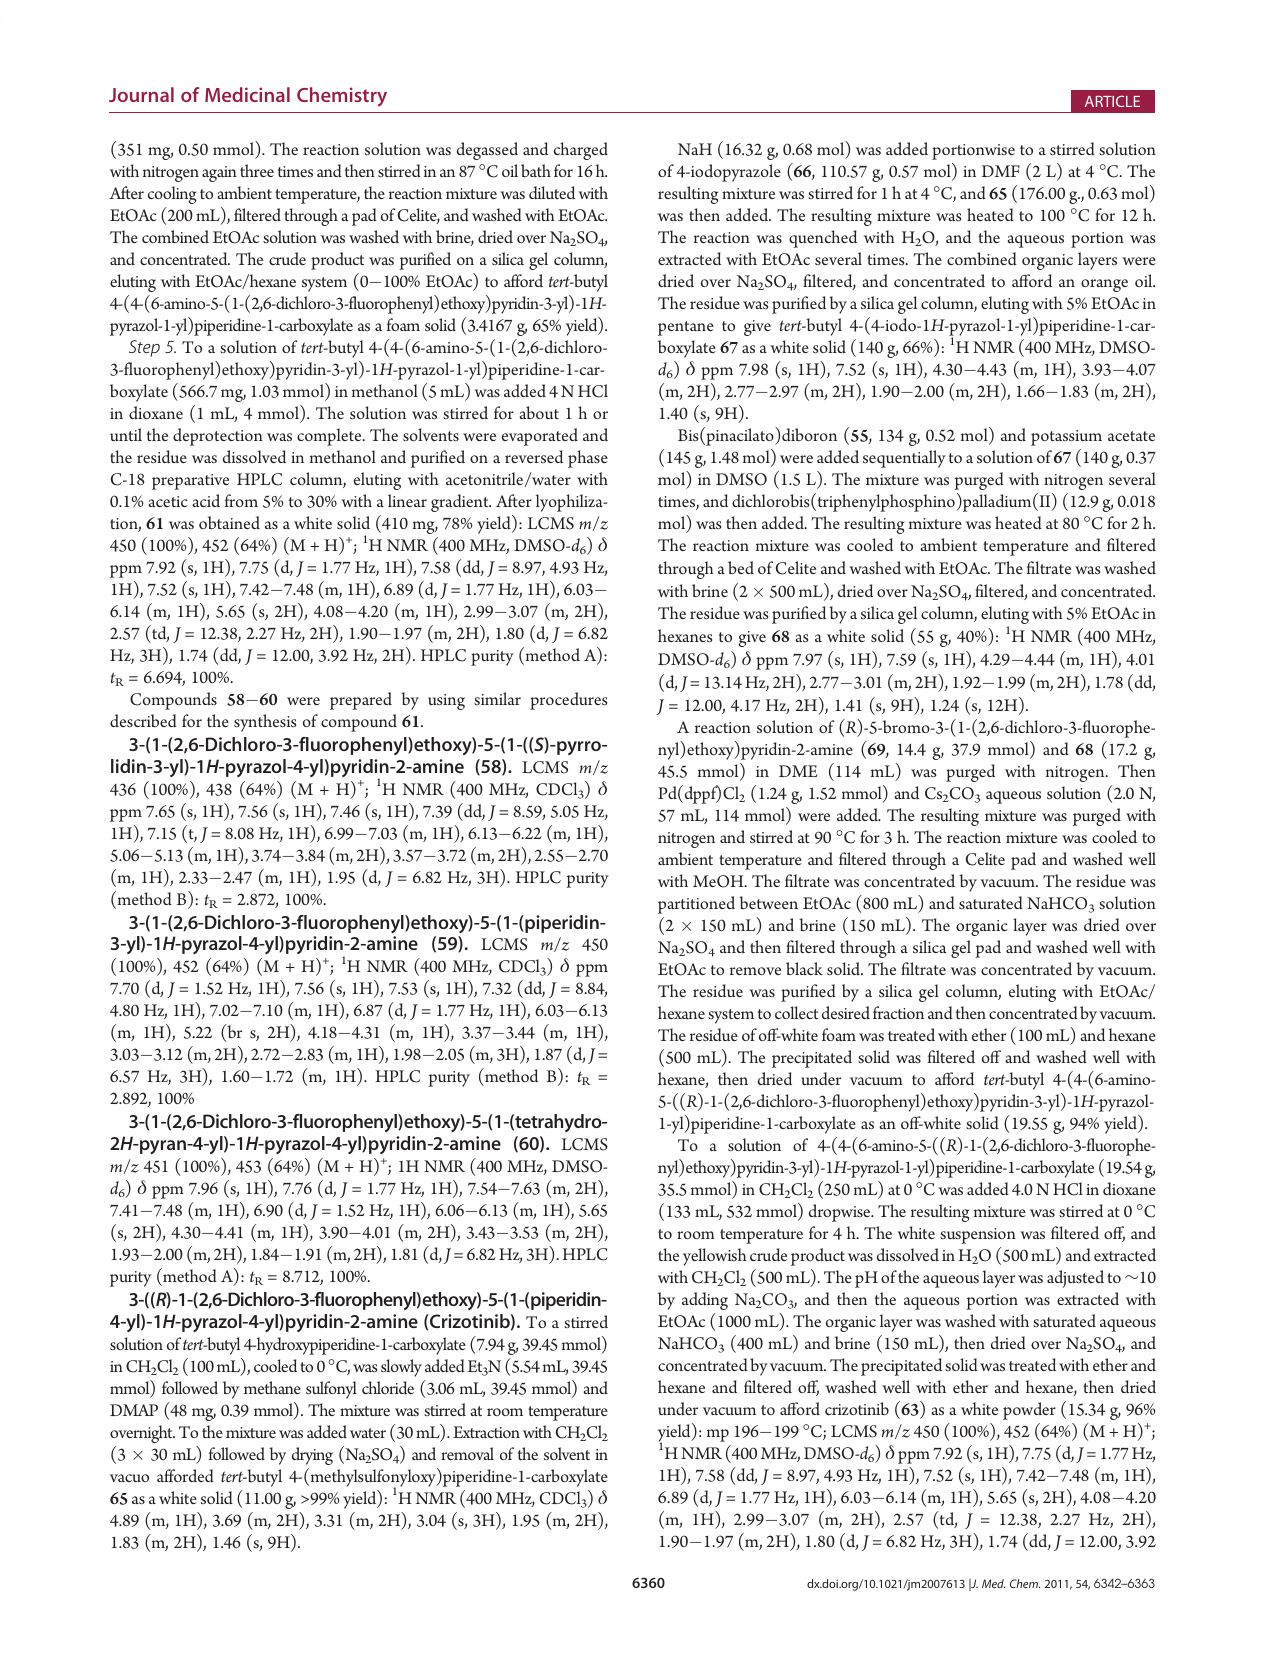 Journal of Medicinal Chemistry
ARTICLE
(351 mg, 0.50 mmol). The reaction solution was degassed and charged
with nitrogen again three times and then stirred in an 87 °C oil bath for 16 h.
After cooling to ambient temperature, the reaction mixture was diluted with
EtOAc (200 mL), filtered through a pad of Celite, and washed with EtOAc.
The combined EtOAc solution was washed with brine, dried over Na₂SO₄,
and concentrated. The crude product was purified on a silica gel column,
eluting with EtOAc/hexane system (0−100% EtOAc) to afford tert-butyl
4-(4-(6-amino-5-(1-(2,6-dichloro-3-fluorophenyl)ethoxy)pyridin-3-yl)-1H-
pyrazol-1-yl)piperidine-1-carboxylate as a foam solid (3.4167 g, 65% yield).
Step 5. To a solution of tert-butyl 4-(4-(6-amino-5-(1-(2,6-dichloro-
3-fluorophenyl)ethoxy)pyridin-3-yl)-1H-pyrazol-1-yl)piperidine-1-car-
boxylate (566.7 mg, 1.03 mmol) in methanol (5 mL) was added 4 N HCl
in dioxane (1 mL, 4 mmol). The solution was stirred for about 1 h or
until the deprotection was complete. The solvents were evaporated and
the residue was dissolved in methanol and purified on a reversed phase
C-18 preparative HPLC column, eluting with acetonitrile/water with
0.1% acetic acid from 5% to 30% with a linear gradient. After lyophiliza-
tion, 61 was obtained as a white solid (410 mg, 78% yield): LCMS m/z
450 (100%), 452 (64%) (M + H)⁺; ¹H NMR (400 MHz, DMSO-d₆) δ
ppm 7.92 (s, 1H), 7.75 (d, J = 1.77 Hz, 1H), 7.58 (dd, J = 8.97, 4.93 Hz,
1H), 7.52 (s, 1H), 7.42−7.48 (m, 1H), 6.89 (d, J = 1.77 Hz, 1H), 6.03−
6.14 (m, 1H), 5.65 (s, 2H), 4.08−4.20 (m, 1H), 2.99−3.07 (m, 2H),
2.57 (td, J = 12.38, 2.27 Hz, 2H), 1.90−1.97 (m, 2H), 1.80 (d, J = 6.82
Hz, 3H), 1.74 (dd, J = 12.00, 3.92 Hz, 2H). HPLC purity (method A):
tR = 6.694, 100%.
Compounds 58−60 were prepared by using similar procedures
described for the synthesis of compound 61.
3-(1-(2,6-Dichloro-3-fluorophenyl)ethoxy)-5-(1-((S)-pyrro-
lidin-3-yl)-1H-pyrazol-4-yl)pyridin-2-amine (58). LCMS m/z
436 (100%), 438 (64%) (M + H)⁺; ¹H NMR (400 MHz, CDCl₃) δ
ppm 7.65 (s, 1H), 7.56 (s, 1H), 7.46 (s, 1H), 7.39 (dd, J = 8.59, 5.05 Hz,
1H), 7.15 (t, J = 8.08 Hz, 1H), 6.99−7.03 (m, 1H), 6.13−6.22 (m, 1H),
5.06−5.13 (m, 1H), 3.74−3.84 (m, 2H), 3.57−3.72 (m, 2H), 2.55−2.70
(m, 1H), 2.33−2.47 (m, 1H), 1.95 (d, J = 6.82 Hz, 3H). HPLC purity
(method B): tR = 2.872, 100%.
3-(1-(2,6-Dichloro-3-fluorophenyl)ethoxy)-5-(1-(piperidin-
3-yl)-1H-pyrazol-4-yl)pyridin-2-amine (59). LCMS m/z 450
(100%), 452 (64%) (M + H)⁺; ¹H NMR (400 MHz, CDCl₃) δ ppm
7.70 (d, J = 1.52 Hz, 1H), 7.56 (s, 1H), 7.53 (s, 1H), 7.32 (dd, J = 8.84,
4.80 Hz, 1H), 7.02−7.10 (m, 1H), 6.87 (d, J = 1.77 Hz, 1H), 6.03−6.13
(m, 1H), 5.22 (br s, 2H), 4.18−4.31 (m, 1H), 3.37−3.44 (m, 1H),
3.03−3.12 (m, 2H), 2.72−2.83 (m, 1H), 1.98−2.05 (m, 3H), 1.87 (d, J =
6.57 Hz, 3H), 1.60−1.72 (m, 1H). HPLC purity (method B): tR =
2.892, 100%
3-(1-(2,6-Dichloro-3-fluorophenyl)ethoxy)-5-(1-(tetrahydro-
2H-pyran-4-yl)-1H-pyrazol-4-yl)pyridin-2-amine (60). LCMS
m/z 451 (100%), 453 (64%) (M + H)⁺; 1H NMR (400 MHz, DMSO-
d₆) δ ppm 7.96 (s, 1H), 7.76 (d, J = 1.77 Hz, 1H), 7.54−7.63 (m, 2H),
7.41−7.48 (m, 1H), 6.90 (d, J = 1.52 Hz, 1H), 6.06−6.13 (m, 1H), 5.65
(s, 2H), 4.30−4.41 (m, 1H), 3.90−4.01 (m, 2H), 3.43−3.53 (m, 2H),
1.93−2.00 (m, 2H), 1.84−1.91 (m, 2H), 1.81 (d, J = 6.82 Hz, 3H). HPLC
purity (method A): tR = 8.712, 100%.
3-((R)-1-(2,6-Dichloro-3-fluorophenyl)ethoxy)-5-(1-(piperidin-
4-yl)-1H-pyrazol-4-yl)pyridin-2-amine (Crizotinib). To a stirred
solution of tert-butyl 4-hydroxypiperidine-1-carboxylate (7.94 g, 39.45 mmol)
in CH₂Cl₂ (100 mL), cooled to 0 °C, was slowly added Et₃N (5.54 mL, 39.45
mmol) followed by methane sulfonyl chloride (3.06 mL, 39.45 mmol) and
DMAP (48 mg, 0.39 mmol). The mixture was stirred at room temperature
overnight. To the mixture was added water (30 mL). Extraction with CH₂Cl₂
(3 × 30 mL) followed by drying (Na₂SO₄) and removal of the solvent in
vacuo afforded tert-butyl 4-(methylsulfonyloxy)piperidine-1-carboxylate
65 as a white solid (11.00 g, >99% yield): ¹H NMR (400 MHz, CDCl₃) δ
4.89 (m, 1H), 3.69 (m, 2H), 3.31 (m, 2H), 3.04 (s, 3H), 1.95 (m, 2H),
1.83 (m, 2H), 1.46 (s, 9H).
NaH (16.32 g, 0.68 mol) was added portionwise to a stirred solution
of 4-iodopyrazole (66, 110.57 g, 0.57 mol) in DMF (2 L) at 4 °C. The
resulting mixture was stirred for 1 h at 4 °C, and 65 (176.00 g., 0.63 mol)
was then added. The resulting mixture was heated to 100 °C for 12 h.
The reaction was quenched with H₂O, and the aqueous portion was
extracted with EtOAc several times. The combined organic layers were
dried over Na₂SO₄, filtered, and concentrated to afford an orange oil.
The residue was purified by a silica gel column, eluting with 5% EtOAc in
pentane to give tert-butyl 4-(4-iodo-1H-pyrazol-1-yl)piperidine-1-car-
boxylate 67 as a white solid (140 g, 66%): ¹H NMR (400 MHz, DMSO-
d₆) δ ppm 7.98 (s, 1H), 7.52 (s, 1H), 4.30−4.43 (m, 1H), 3.93−4.07
(m, 2H), 2.77−2.97 (m, 2H), 1.90−2.00 (m, 2H), 1.66−1.83 (m, 2H),
1.40 (s, 9H).
Bis(pinacilato)diboron (55, 134 g, 0.52 mol) and potassium acetate
(145 g, 1.48 mol) were added sequentially to a solution of 67 (140 g, 0.37
mol) in DMSO (1.5 L). The mixture was purged with nitrogen several
times, and dichlorobis(triphenylphosphino)palladium(II) (12.9 g, 0.018
mol) was then added. The resulting mixture was heated at 80 °C for 2 h.
The reaction mixture was cooled to ambient temperature and filtered
through a bed of Celite and washed with EtOAc. The filtrate was washed
with brine (2 × 500 mL), dried over Na₂SO₄, filtered, and concentrated.
The residue was purified by a silica gel column, eluting with 5% EtOAc in
hexanes to give 68 as a white solid (55 g, 40%): ¹H NMR (400 MHz,
DMSO-d₆) δ ppm 7.97 (s, 1H), 7.59 (s, 1H), 4.29−4.44 (m, 1H), 4.01
(d, J = 13.14 Hz, 2H), 2.77−3.01 (m, 2H), 1.92−1.99 (m, 2H), 1.78 (dd,
J = 12.00, 4.17 Hz, 2H), 1.41 (s, 9H), 1.24 (s, 12H).
A reaction solution of (R)-5-bromo-3-(1-(2,6-dichloro-3-fluorophe-
nyl)ethoxy)pyridin-2-amine (69, 14.4 g, 37.9 mmol) and 68 (17.2 g,
45.5 mmol) in DME (114 mL) was purged with nitrogen. Then
Pd(dppf)Cl₂ (1.24 g, 1.52 mmol) and Cs₂CO₃ aqueous solution (2.0 N,
57 mL, 114 mmol) were added. The resulting mixture was purged with
nitrogen and stirred at 90 °C for 3 h. The reaction mixture was cooled to
ambient temperature and filtered through a Celite pad and washed well
with MeOH. The filtrate was concentrated by vacuum. The residue was
partitioned between EtOAc (800 mL) and saturated NaHCO₃ solution
(2 × 150 mL) and brine (150 mL). The organic layer was dried over
Na₂SO₄ and then filtered through a silica gel pad and washed well with
EtOAc to remove black solid. The filtrate was concentrated by vacuum.
The residue was purified by a silica gel column, eluting with EtOAc/
hexane system to collect desired fraction and then concentrated by vacuum.
The residue of off-white foam was treated with ether (100 mL) and hexane
(500 mL). The precipitated solid was filtered off and washed well with
hexane, then dried under vacuum to afford tert-butyl 4-(4-(6-amino-
5-((R)-1-(2,6-dichloro-3-fluorophenyl)ethoxy)pyridin-3-yl)-1H-pyrazol-
1-yl)piperidine-1-carboxylate as an off-white solid (19.55 g, 94% yield).
To a solution of 4-(4-(6-amino-5-((R)-1-(2,6-dichloro-3-fluorophe-
nyl)ethoxy)pyridin-3-yl)-1H-pyrazol-1-yl)piperidine-1-carboxylate (19.54 g,
35.5 mmol) in CH₂Cl₂ (250 mL) at 0 °C was added 4.0 N HCl in dioxane
(133 mL, 532 mmol) dropwise. The resulting mixture was stirred at 0 °C
to room temperature for 4 h. The white suspension was filtered off, and
the yellowish crude product was dissolved in H₂O (500 mL) and extracted
with CH₂Cl₂ (500 mL). The pH of the aqueous layer was adjusted to ∼10
by adding Na₂CO₃, and then the aqueous portion was extracted with
EtOAc (1000 mL). The organic layer was washed with saturated aqueous
NaHCO₃ (400 mL) and brine (150 mL), then dried over Na₂SO₄, and
concentrated by vacuum. The precipitated solid was treated with ether and
hexane and filtered off, washed well with ether and hexane, then dried
under vacuum to afford crizotinib (63) as a white powder (15.34 g, 96%
yield): mp 196−199 °C; LCMS m/z 450 (100%), 452 (64%) (M + H)⁺;
¹H NMR (400 MHz, DMSO-d₆) δ ppm 7.92 (s, 1H), 7.75 (d, J = 1.77 Hz,
1H), 7.58 (dd, J = 8.97, 4.93 Hz, 1H), 7.52 (s, 1H), 7.42−7.48 (m, 1H),
6.89 (d, J = 1.77 Hz, 1H), 6.03−6.14 (m, 1H), 5.65 (s, 2H), 4.08−4.20
(m, 1H), 2.99−3.07 (m, 2H), 2.57 (td, J = 12.38, 2.27 Hz, 2H),
1.90−1.97 (m, 2H), 1.80 (d, J = 6.82 Hz, 3H), 1.74 (dd, J = 12.00, 3.92
6360
dx.doi.org/10.1021/jm2007613 |J. Med. Chem. 2011, 54, 6342–6363